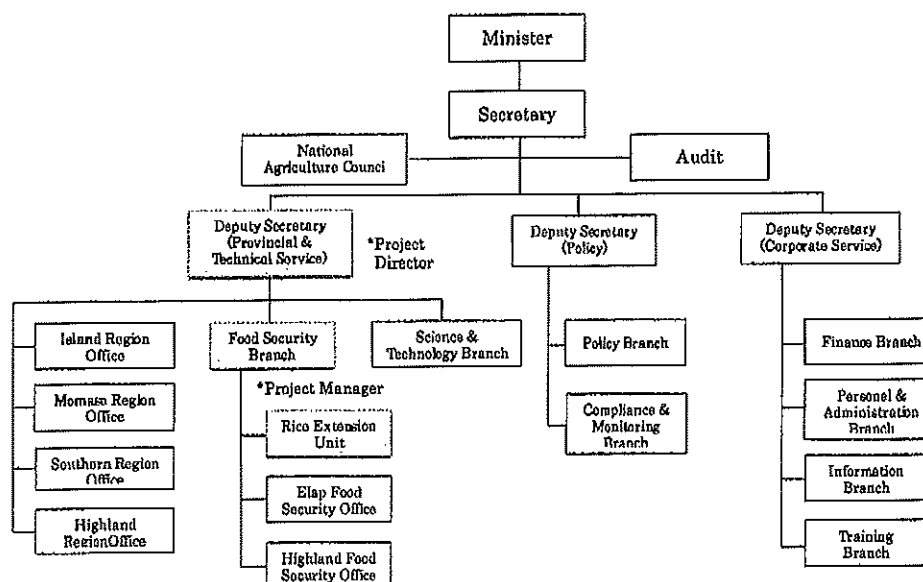 Minister
Secretary
National
Agriculture Counci
Audit
Deputy Secretary
(Provincial &
Technical Service)
*Project
Director
Deputy Secretary
(Policy)
Deputy Secretary
(Corporate Service)
Island Region
Office
Food Security
Branch
Science &
Technology Branch
Policy Branch
Finance Branch
*Project Manager
Momase Region
Office
Rice Extension
Unit
Compliance &
Monitoring
Branch
Personel &
Administration
Branch
Southern Region
Office
Elap Food
Security Office
Information
Branch
Highland
RegionOffice
Highland Food
Security Office
Training
Branch